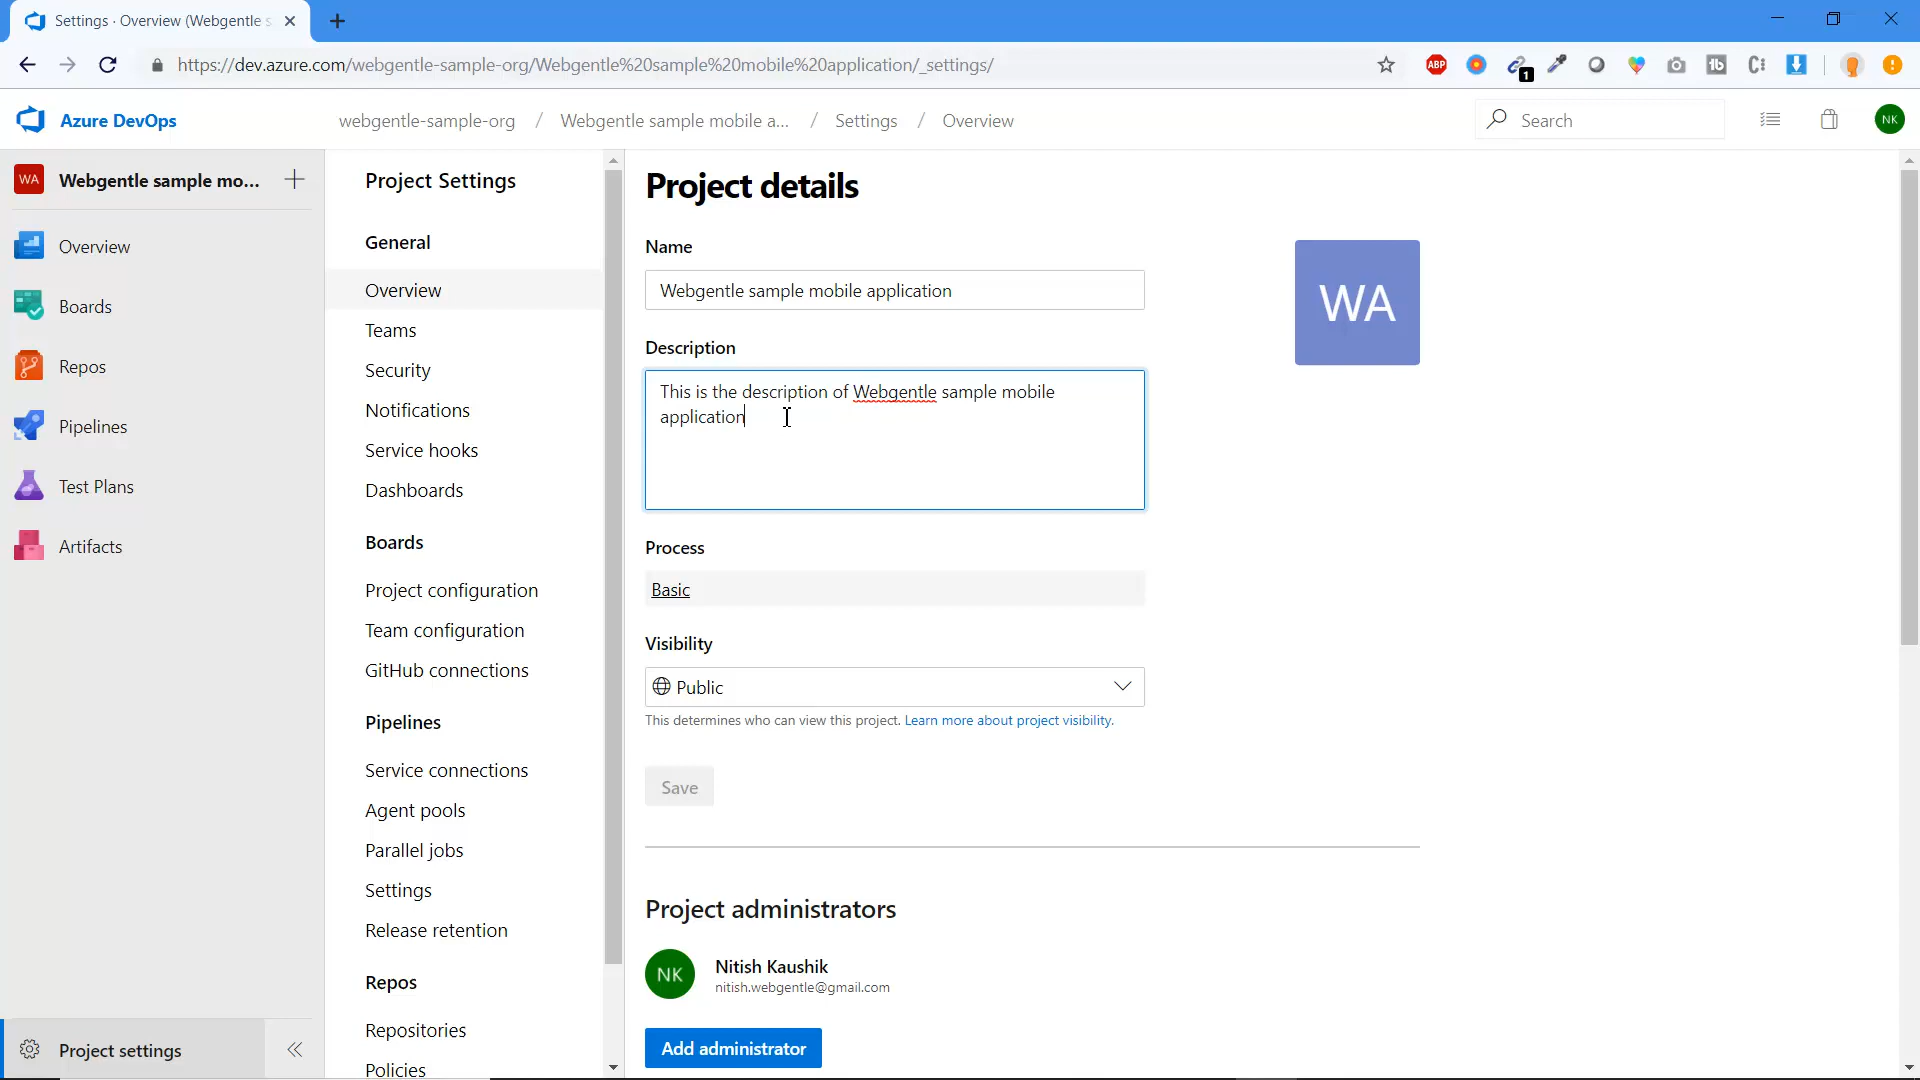 Settings · Overview (Webgentle s
https://dev.azure.com/webgentle-sample-org/Webgentle%20sample%20mobile%20application/_settings/
ABP
1
Azure DevOps
webgentle-sample-org / Webgentle sample mobile a... / Settings / Overview
Search
NK
WA
Webgentle sample mo...
Overview
Boards
Repos
Pipelines
Test Plans
Artifacts
Project settings
Project Settings
General
Overview
Teams
Security
Notifications
Service hooks
Dashboards
Boards
Project configuration
Team configuration
GitHub connections
Pipelines
Service connections
Agent pools
Parallel jobs
Settings
Release retention
Repos
Repositories
Policies
Project details
Name
Webgentle sample mobile application
WA
Description
This is the description of Webgentle sample mobile
application
Process
Basic
Visibility
Public
This determines who can view this project. Learn more about project visibility.
Save
Project administrators
NK
Nitish Kaushik
nitish.webgentle@gmail.com
Add administrator